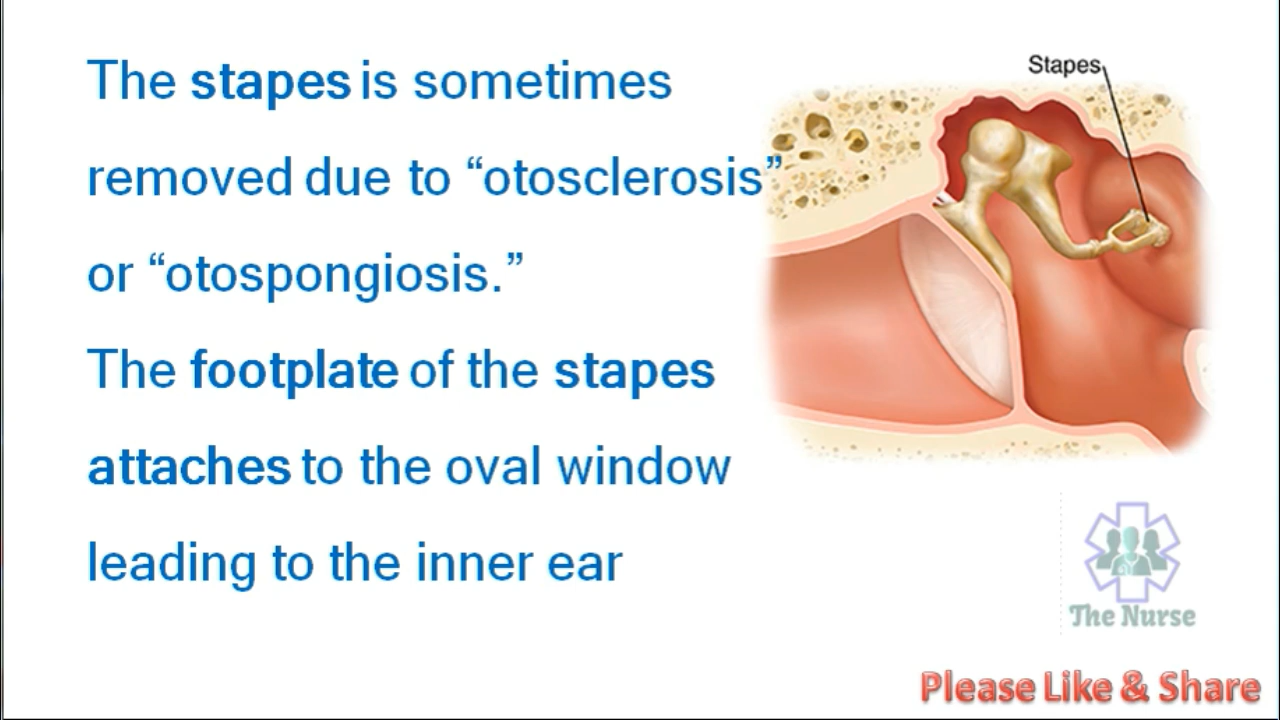 The stapes is sometimes
removed due to “otosclerosis”
or “otospongiosis.”
The footplate of the stapes
attaches to the oval window
leading to the inner ear
Stapes
The Nurse
Please Like & Share